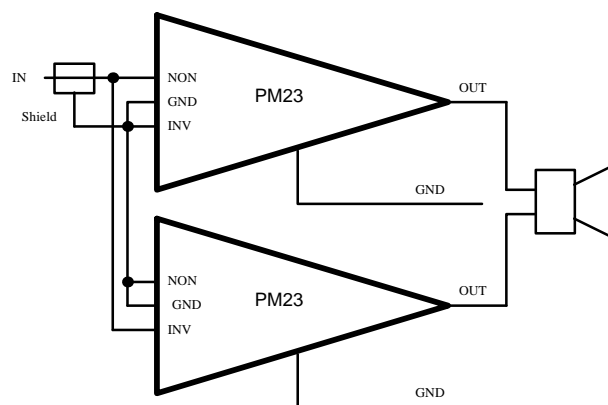 OUT
IN
NON
GND
PM23
Shield
INV
GND
NON
OUT
GND
PM23
INV
GND